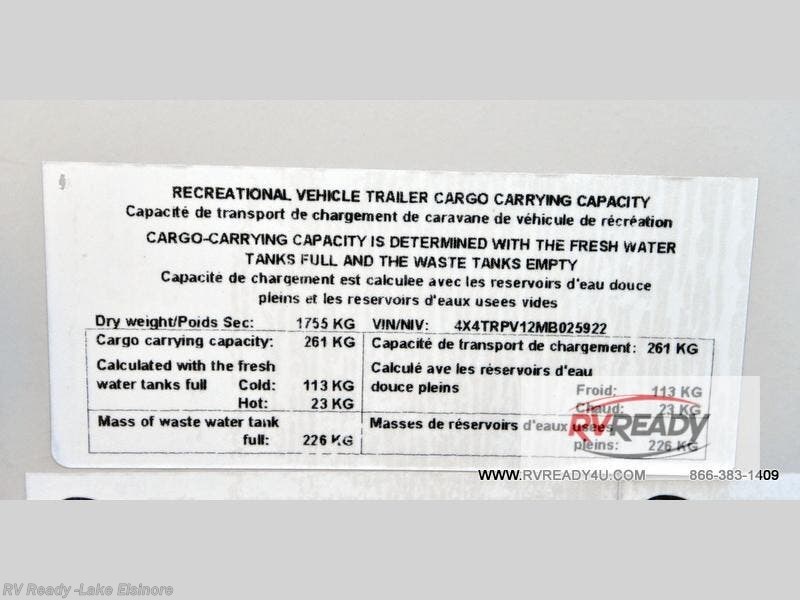 RECREATIONAL VEHICLE TRAILER CARGO CARRYING CAPACITY
Capacité de transport de chargement de caravane de véhicule de récréation
CARGO-CARRYING CAPACITY IS DETERMINED WITH THE FRESH WATER
TANKS FULL AND THE WASTE TANKS EMPTY
Capacité de chargement est calculee avec les reservoirs d'eau douce
pleins et les reservoirs d'eaux usees vides
Dry weight/Poids Sec: 1755 KG VIN/NIV: 4X4TRPV12MB025922
Cargo carrying capacity: 261 KG Capacité de transport de chargement: 261 KG
Calculated with the fresh Calculé ave les réservoirs d'eau
water tanks full Cold: 113 KG douce pleins Froid: 113 KG
Hot: 23 KG Chaud: 23 KG
Mass of waste water tank Masses de réservoirs d'eaux usees
full: 226 KG pleins: 226 KG
RVREADY
WWW.RVREADY4U.COM 866-383-1409
RV Ready -Lake Elsinore